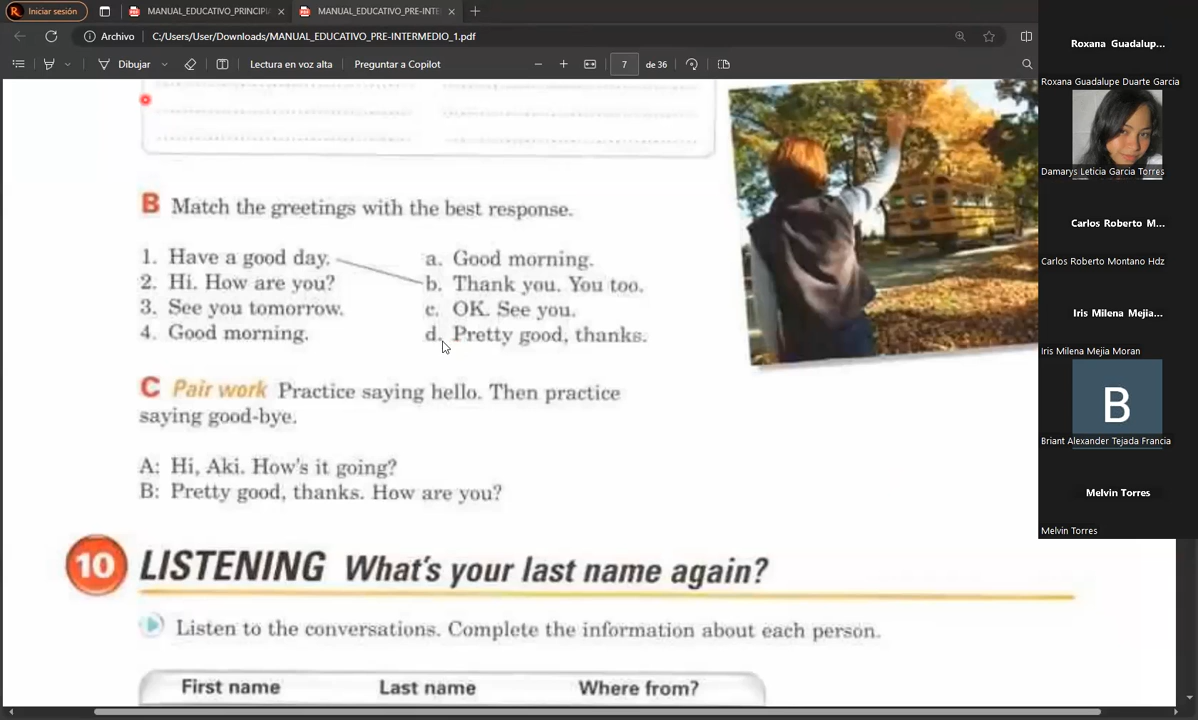 Iniciar sesión
MANUAL_EDUCATIVO_PRINCIPI
MANUAL_EDUCATIVO_PRE-INTE
Archivo
C:/Users/User/Downloads/MANUAL_EDUCATIVO_PRE-INTERMEDIO_1.pdf
Dibujar
Lectura en voz alta
Preguntar a Copilot
7
de 36
B Match the greetings with the best response.
1. Have a good day.
2. Hi. How are you?
3. See you tomorrow.
4. Good morning.
a. Good morning.
b. Thank you. You too.
c. OK. See you.
d. Pretty good, thanks.
C Pair work Practice saying hello. Then practice
saying good-bye.
A: Hi, Aki. How's it going?
B: Pretty good, thanks. How are you?
10 LISTENING What's your last name again?
Listen to the conversations. Complete the information about each person.
First name Last name Where from?
Roxana Guadalup...
Roxana Guadalupe Duarte Garcia
Damarys Leticia Garcia Torres
Carlos Roberto M...
Carlos Roberto Montano Hdz
Iris Milena Mejia...
Iris Milena Mejia Moran
B
Briant Alexander Tejada Francia
Melvin Torres
Melvin Torres